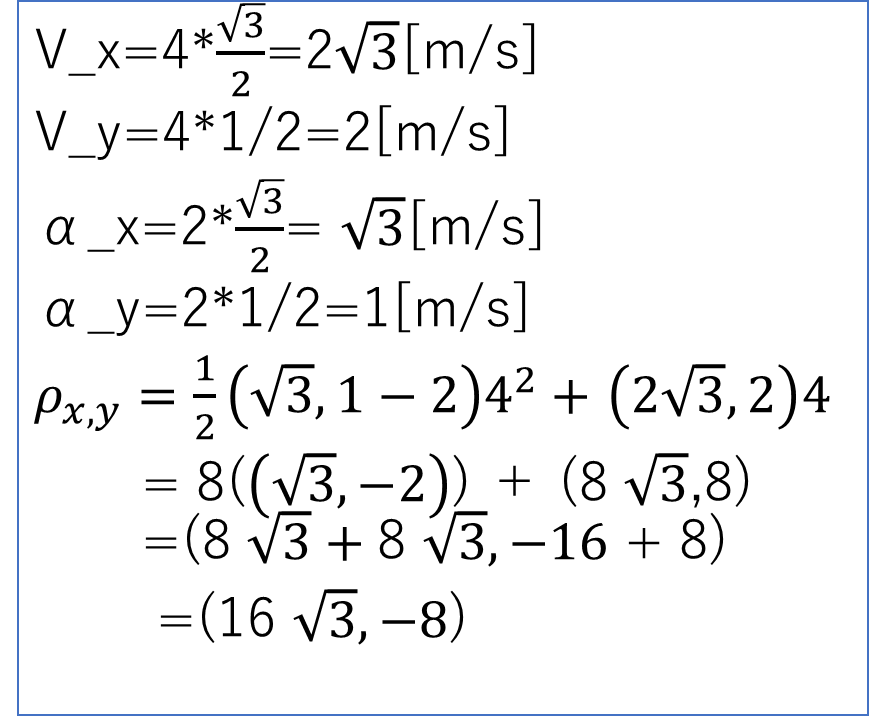 V_x=4*√3/2=2√3[m/s]
V_y=4*1/2=2[m/s]
α_x=2*√3/2= √3[m/s]
α_y=2*1/2=1[m/s]
ρx,y = 1/2(√3, 1 − 2)4² + (2√3, 2)4
= 8((√3, −2)) + (8 √3,8)
=(8 √3 + 8 √3, −16 + 8)
=(16 √3, −8)